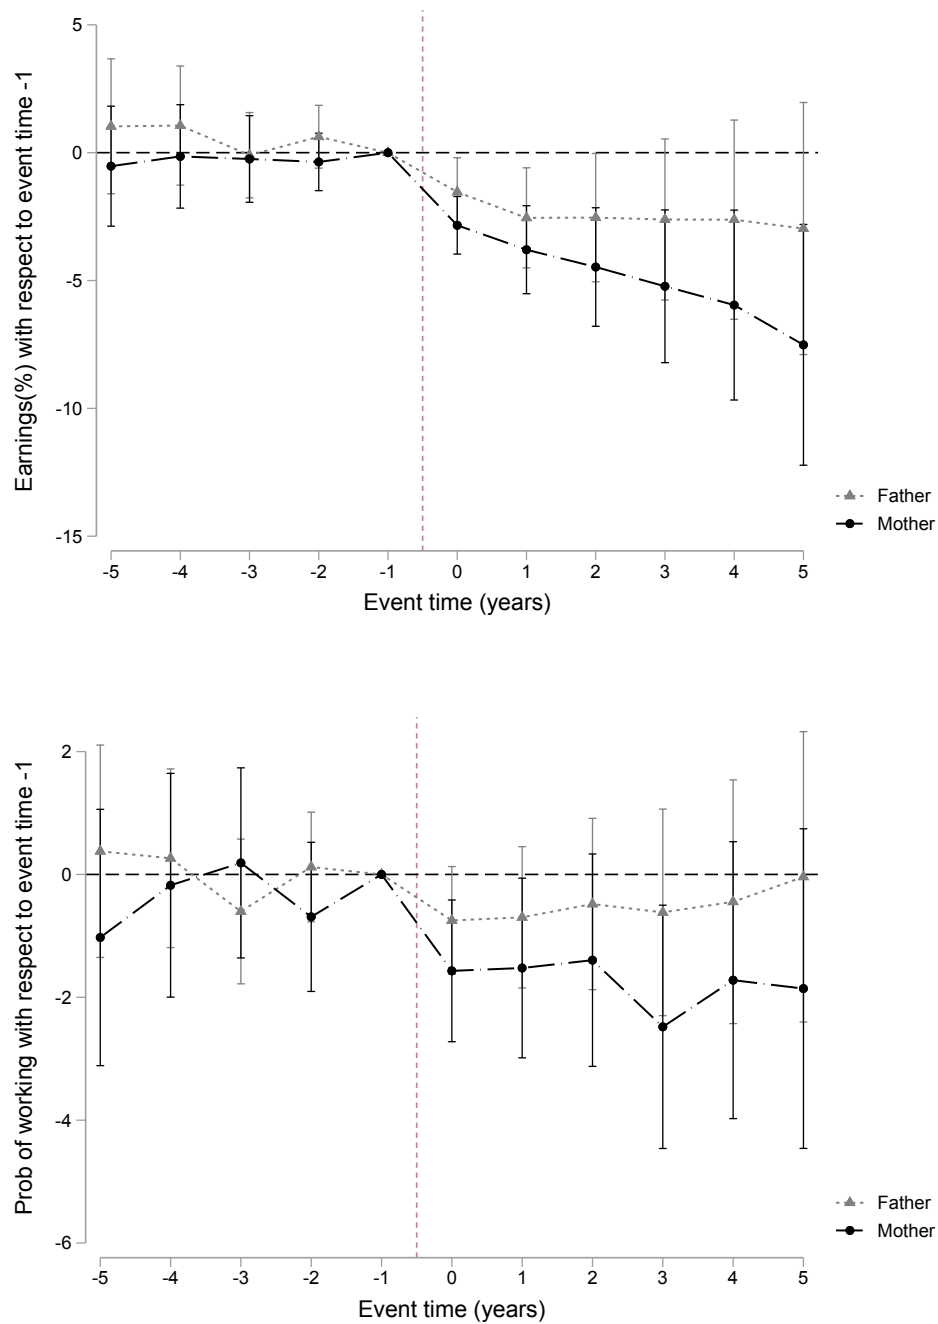 Earnings(%) with respect to event time -1
5
0
-5
-10
-15
-5 -4 -3 -2 -1 0 1 2 3 4 5
Event time (years)
Father
Mother
Prob of working with respect to event time -1
2
0
-2
-4
-6
-5 -4 -3 -2 -1 0 1 2 3 4 5
Event time (years)
Father
Mother